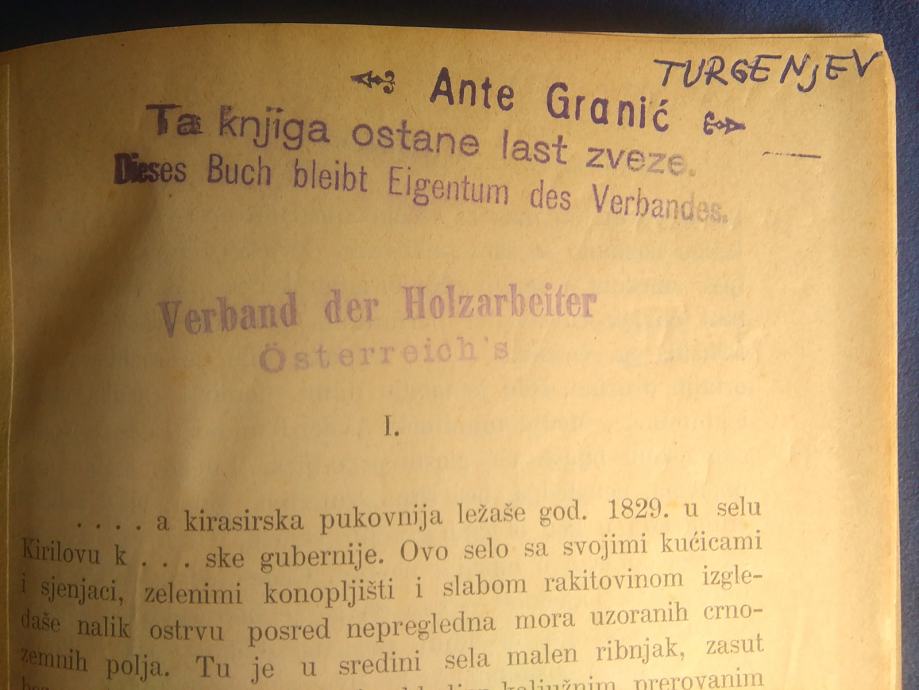 TURGENJEV
Ante Granić
Ta knjiga ostane last zveze.
Dieses Buch bleibt Eigentum des Verbandes.
Verband der Holzarbeiter
Österreich's
I.
. . . . a kirasirska pukovnija ležaše god. 1829. u selu
Kirilovu k . . . ske gubernije. Ovo selo sa svojimi kućicami
i sjenjaci, zelenimi konopljišti i slabom rakitovinom izgle-
daše nalik ostrvu posred nepregledna mora uzoranih crno-
zemnih polja. Tu je u sredini sela malen ribnjak, zasut
kaljužnim, prerovanim